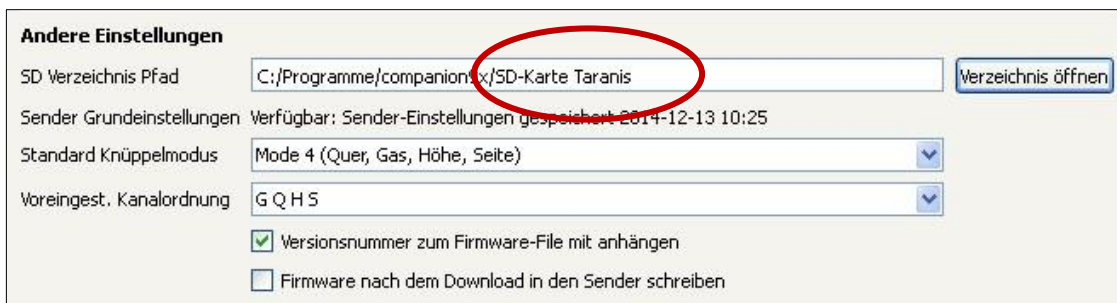 Andere Einstellungen
SD Verzeichnis Pfad C:/Programme/companion9x/SD-Karte Taranis Verzeichnis öffnen
Sender Grundeinstellungen Verfügbar: Sender-Einstellungen gespeichert 2014-12-13 10:25
Standard Knüppelmodus Mode 4 (Quer, Gas, Höhe, Seite)
Voreingest. Kanalordnung G Q H S
Versionsnummer zum Firmware-File mit anhängen
Firmware nach dem Download in den Sender schreiben